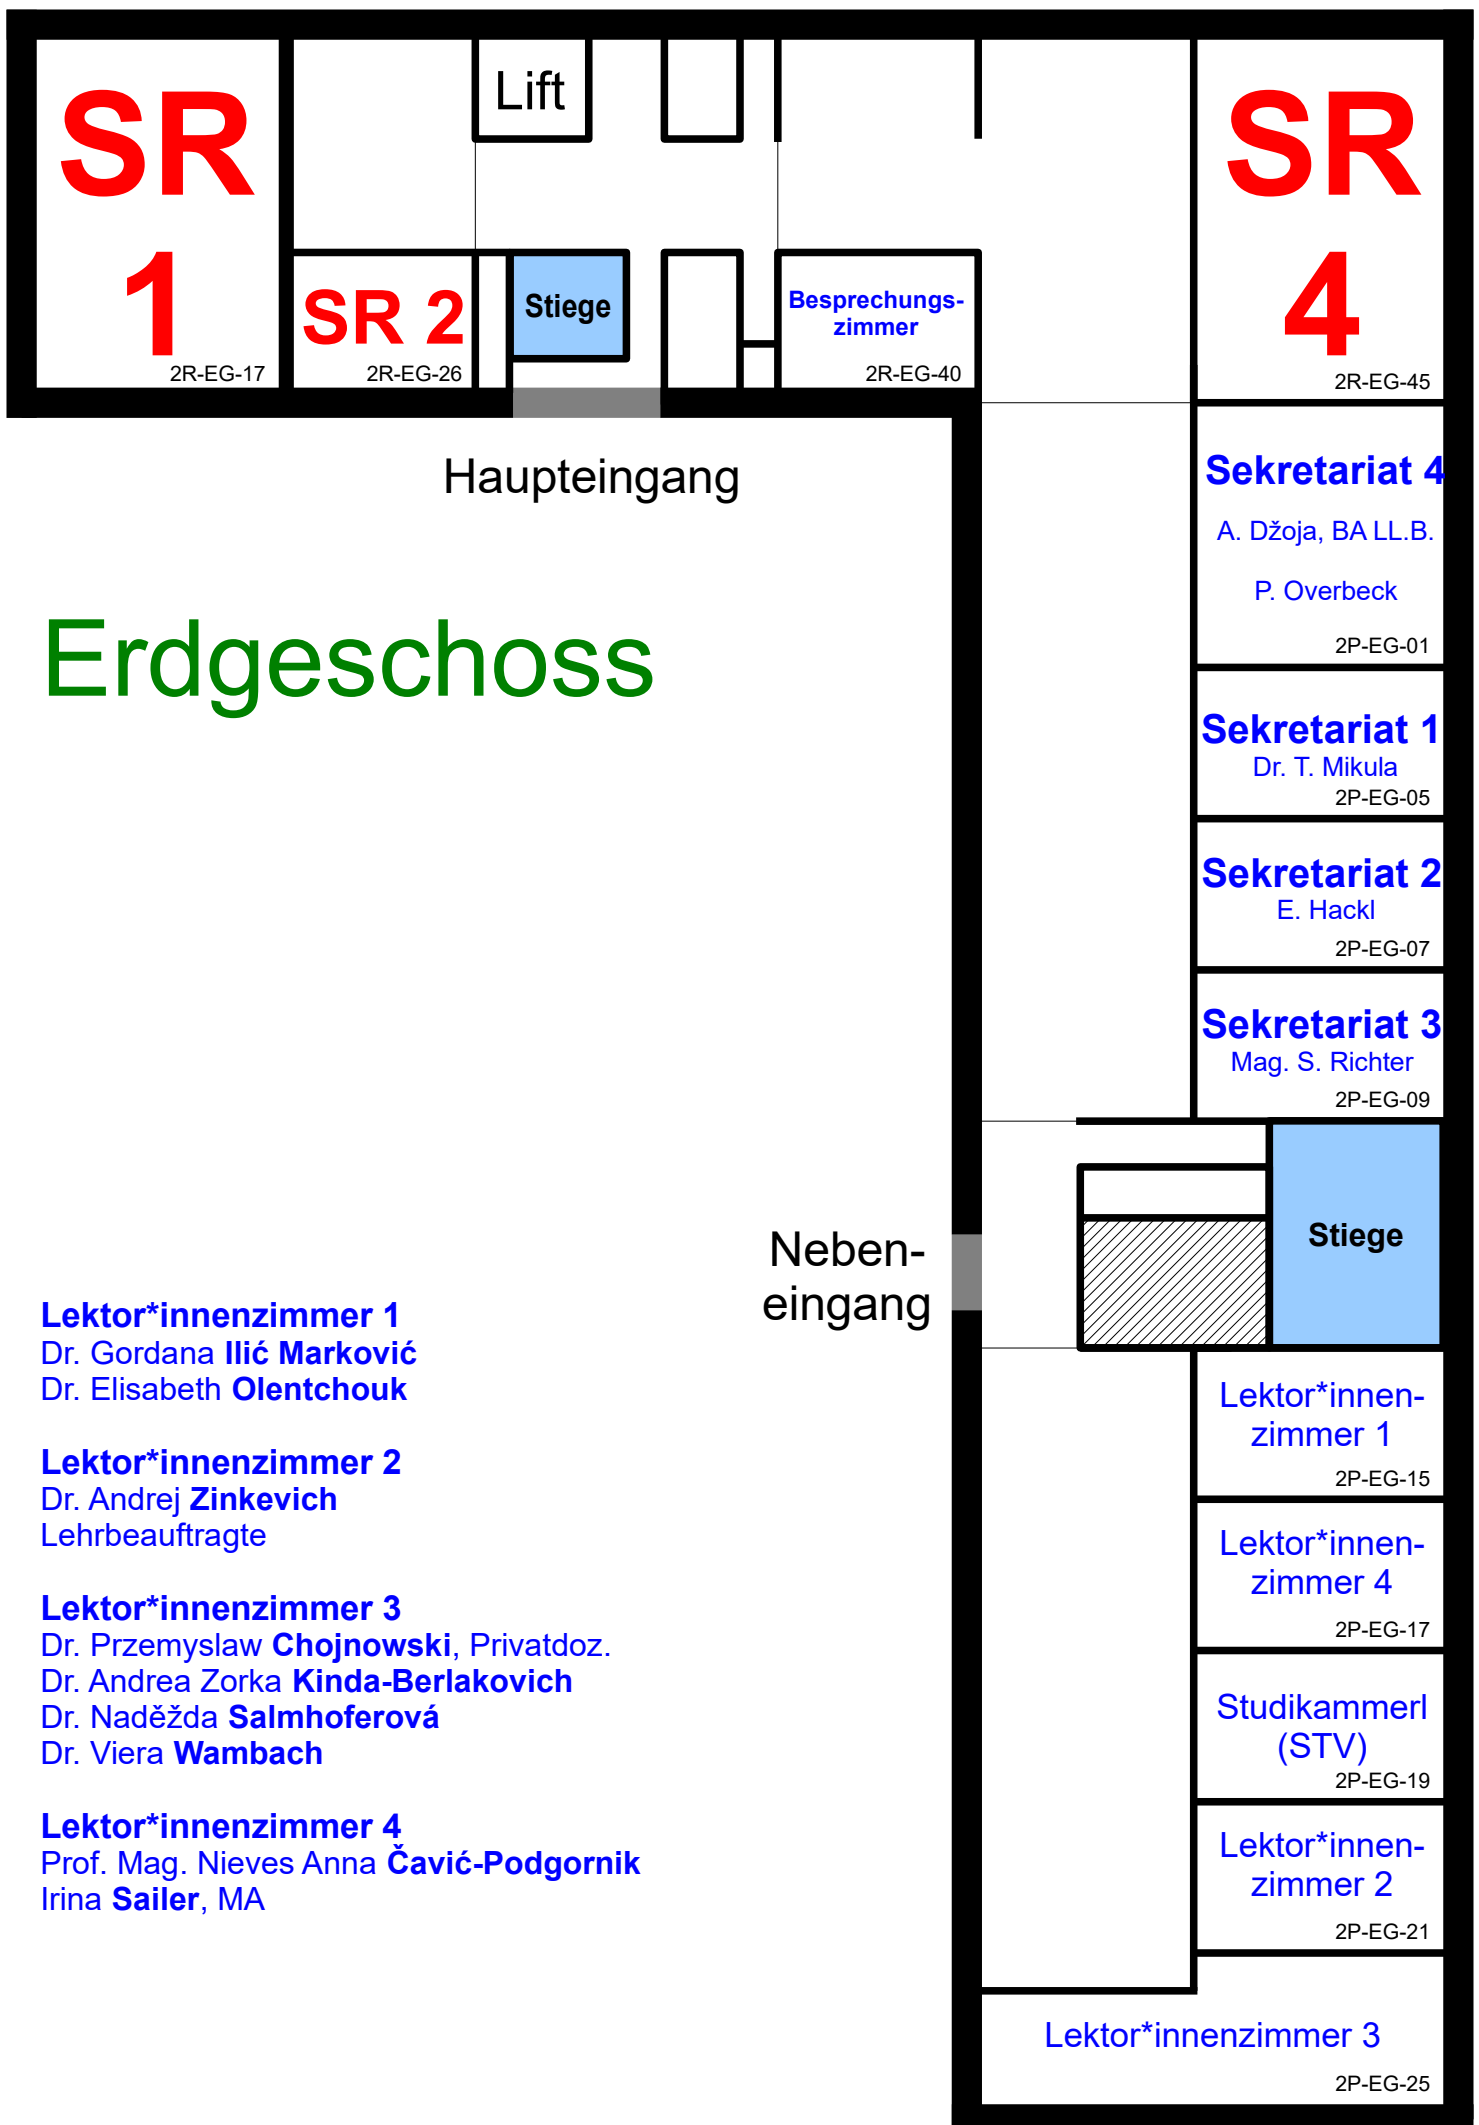 SR
1
2R-EG-17
SR 2
2R-EG-26
Lift
Stiege
Besprechungs-
zimmer
2R-EG-40
SR
4
2R-EG-45
Haupteingang
Erdgeschoss
Sekretariat 4
A. Džoja, BA LL.B.
P. Overbeck
2P-EG-01
Sekretariat 1
Dr. T. Mikula
2P-EG-05
Sekretariat 2
E. Hackl
2P-EG-07
Sekretariat 3
Mag. S. Richter
2P-EG-09
Stiege
Neben-
eingang
Lektor*innen-
zimmer 1
2P-EG-15
Lektor*innen-
zimmer 4
2P-EG-17
Studikammerl
(STV)
2P-EG-19
Lektor*innen-
zimmer 2
2P-EG-21
Lektor*innenzimmer 3
2P-EG-25
Lektor*innenzimmer 1
Dr. Gordana Ilić Marković
Dr. Elisabeth Olentchouk
Lektor*innenzimmer 2
Dr. Andrej Zinkevich
Lehrbeauftragte
Lektor*innenzimmer 3
Dr. Przemyslaw Chojnowski, Privatdoz.
Dr. Andrea Zorka Kinda-Berlakovich
Dr. Naděžda Salmhoferová
Dr. Viera Wambach
Lektor*innenzimmer 4
Prof. Mag. Nieves Anna Čavić-Podgornik
Irina Sailer, MA